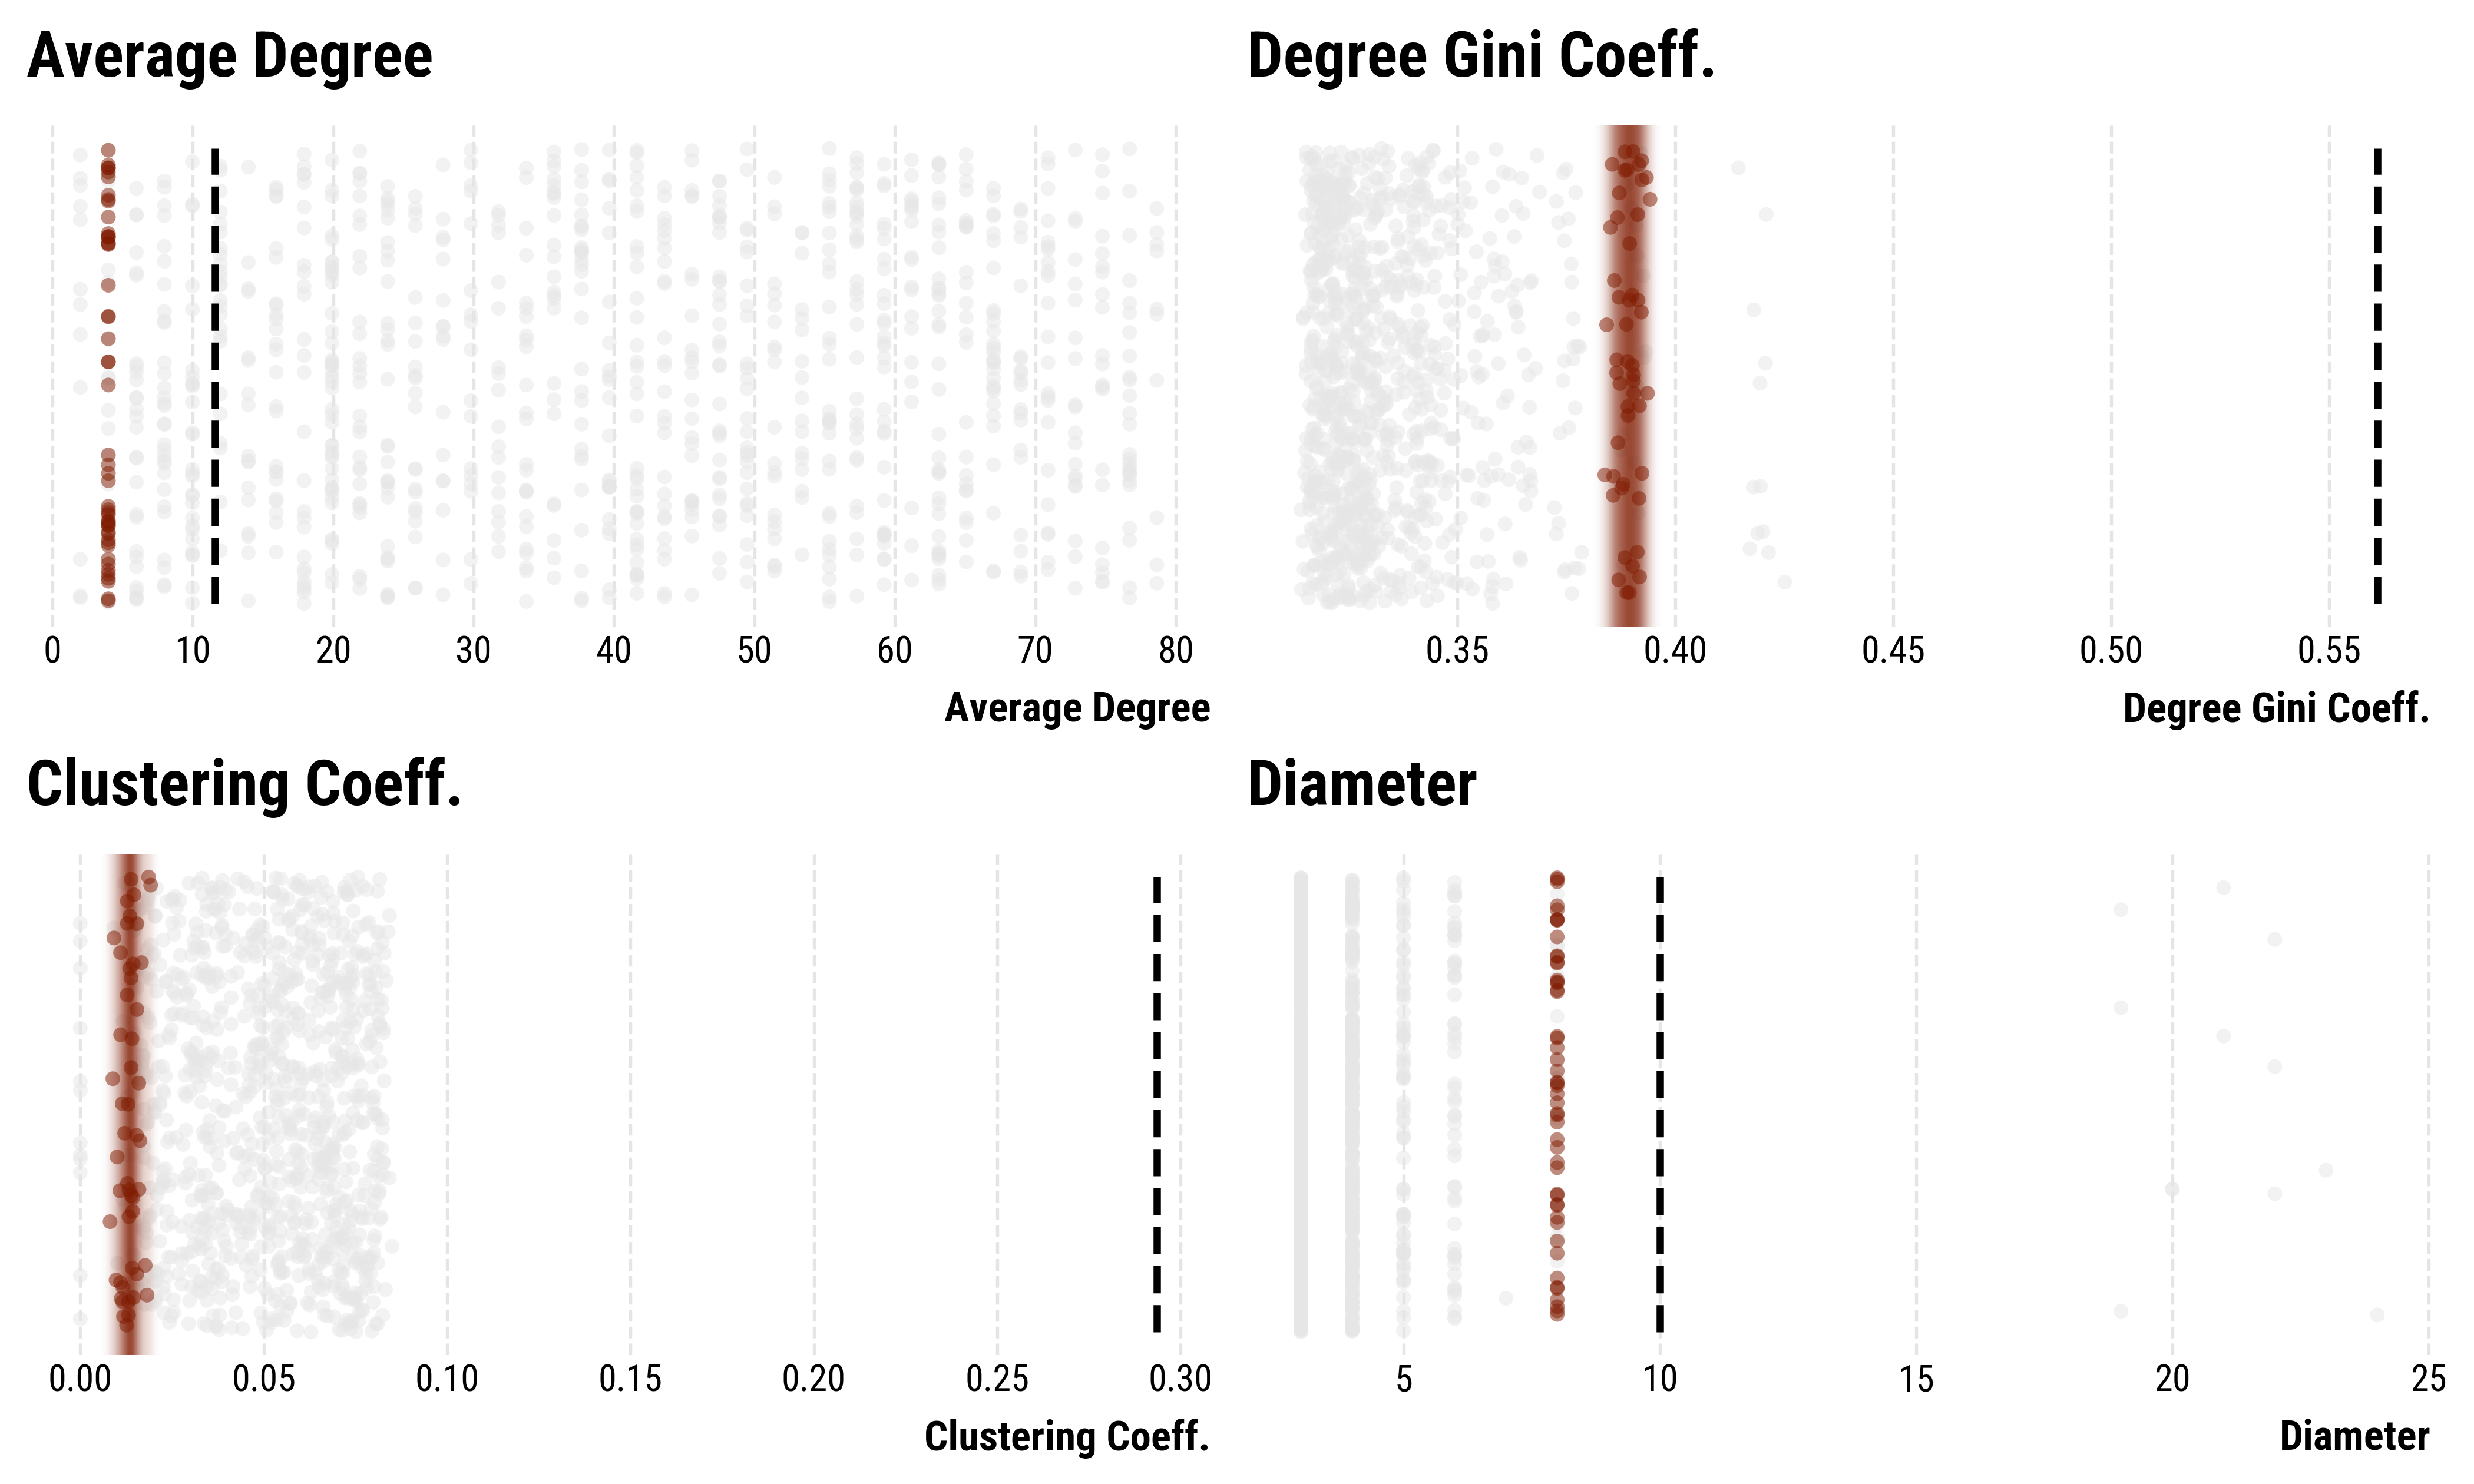 Average Degree
Degree Gini Coeff.
0 10 20 30 40 50 60 70 80
0.35 0.40 0.45 0.50 0.55
Average Degree
Degree Gini Coeff.
Clustering Coeff.
Diameter
0.00 0.05 0.10 0.15 0.20 0.25 0.30
5 10 15 20 25
Clustering Coeff.
Diameter